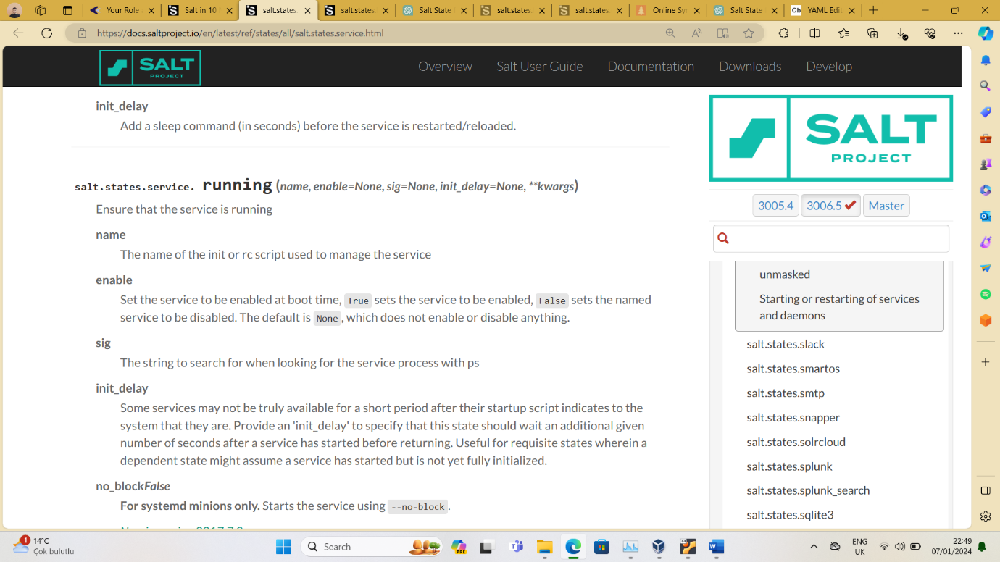 Your Role
Salt in 10
salt.states.
salt.states.
Salt State
salt.states.
salt.states.
Online Syn
Salt State
Cb YAML Edit
https://docs.saltproject.io/en/latest/ref/states/all/salt.states.service.html
SALT
PROJECT
Overview Salt User Guide Documentation Downloads Develop
init_delay
Add a sleep command (in seconds) before the service is restarted/reloaded.
salt.states.service. running (name, enable=None, sig=None, init_delay=None, **kwargs)
Ensure that the service is running
name
The name of the init or rc script used to manage the service
enable
Set the service to be enabled at boot time, True sets the service to be enabled, False sets the named
service to be disabled. The default is None , which does not enable or disable anything.
sig
The string to search for when looking for the service process with ps
init_delay
Some services may not be truly available for a short period after their startup script indicates to the
system that they are. Provide an 'init_delay' to specify that this state should wait an additional given
number of seconds after a service has started before returning. Useful for requisite states wherein a
dependent state might assume a service has started but is not yet fully initialized.
no_blockFalse
For systemd minions only. Starts the service using --no-block .
SALT
PROJECT
3005.4 3006.5 Master
unmasked
Starting or restarting of services
and daemons
salt.states.slack
salt.states.smartos
salt.states.smtp
salt.states.snapper
salt.states.solrcloud
salt.states.splunk
salt.states.splunk_search
salt.states.sqlite3
1
14°C
Çok bulutlu
Search
PRE
ENG
UK
22:49
07/01/2024